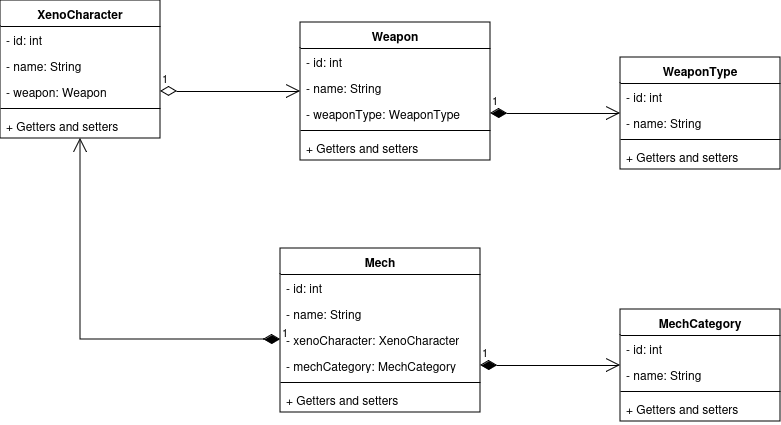 XenoCharacter
- id: int
- name: String
- weapon: Weapon
+ Getters and setters
1
Weapon
- id: int
- name: String
- weaponType: WeaponType
+ Getters and setters
1
WeaponType
- id: int
- name: String
+ Getters and setters
Mech
- id: int
- name: String
1
- xenoCharacter: XenoCharacter
- mechCategory: MechCategory
+ Getters and setters
1
MechCategory
- id: int
- name: String
+ Getters and setters